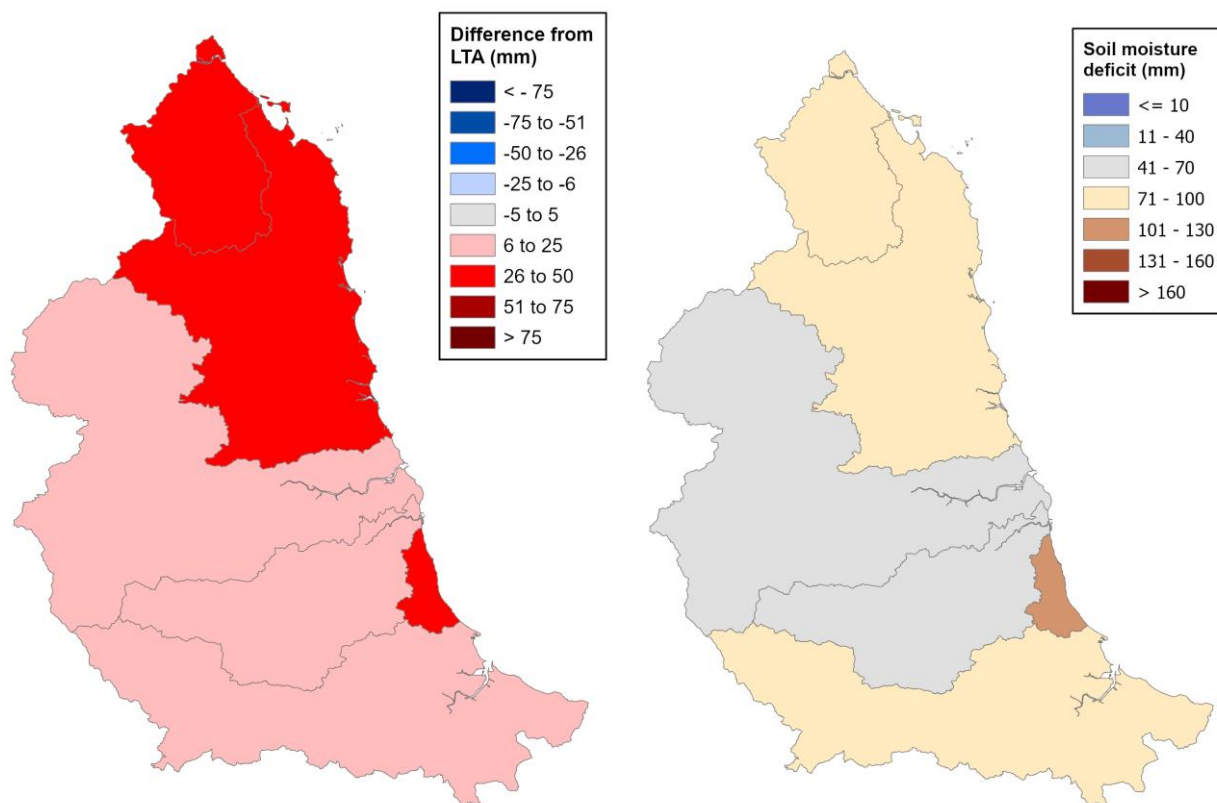 Difference from
LTA (mm)
< - 75
-75 to -51
-50 to -26
-25 to -6
-5 to 5
6 to 25
26 to 50
51 to 75
> 75
Soil moisture
deficit (mm)
<= 10
11 - 40
41 - 70
71 - 100
101 - 130
131 - 160
> 160